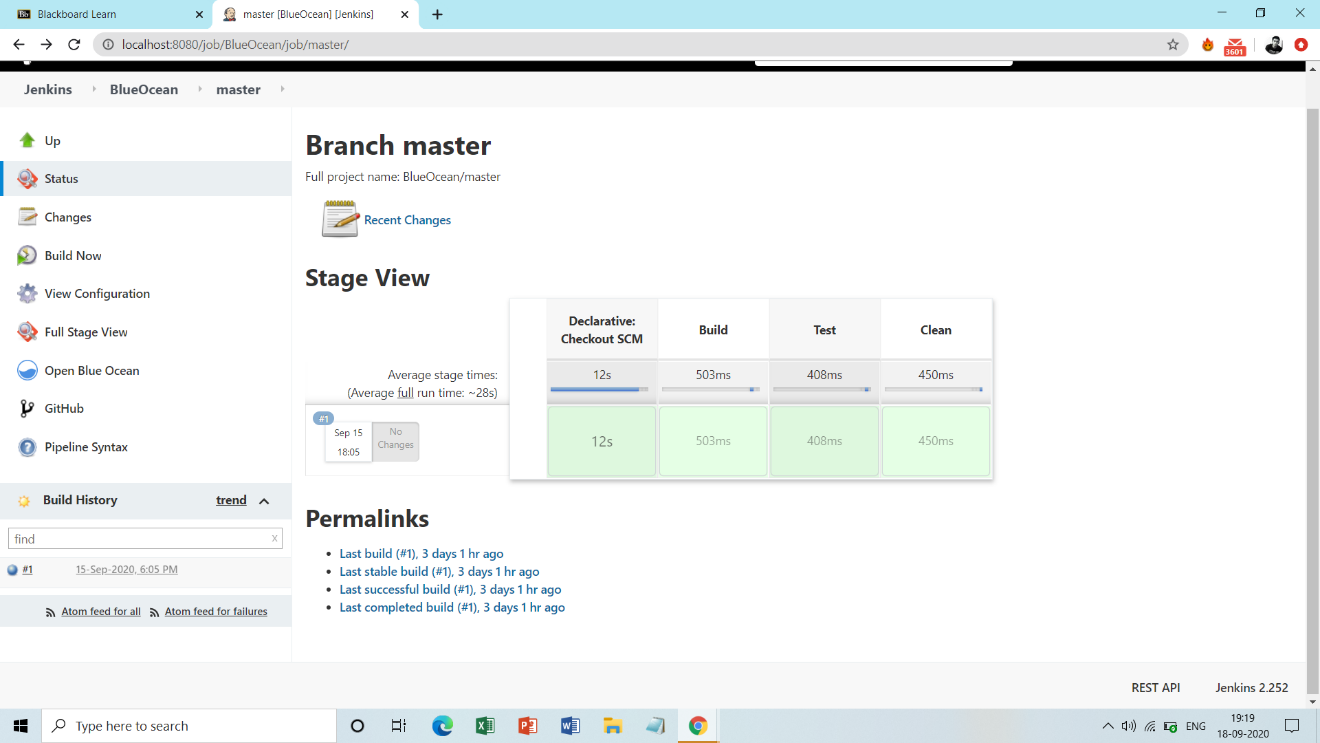 Blackboard Learn
master [BlueOcean] [Jenkins]
localhost:8080/job/BlueOcean/job/master/
3601
Jenkins BlueOcean master
Up
Status
Changes
Build Now
View Configuration
Full Stage View
Open Blue Ocean
GitHub
Pipeline Syntax
Build History trend
find x
#1 15-Sep-2020, 6:05 PM
Atom feed for all Atom feed for failures
Branch master
Full project name: BlueOcean/master
Recent Changes
Stage View
Declarative:
Checkout SCM
Build
Test
Clean
Average stage times:
(Average full run time: ~28s)
12s 503ms 408ms 450ms
#1
Sep 15
18:05
No
Changes
12s 503ms 408ms 450ms
Permalinks
Last build (#1), 3 days 1 hr ago
Last stable build (#1), 3 days 1 hr ago
Last successful build (#1), 3 days 1 hr ago
Last completed build (#1), 3 days 1 hr ago
REST API Jenkins 2.252
Type here to search
ENG
19:19
18-09-2020